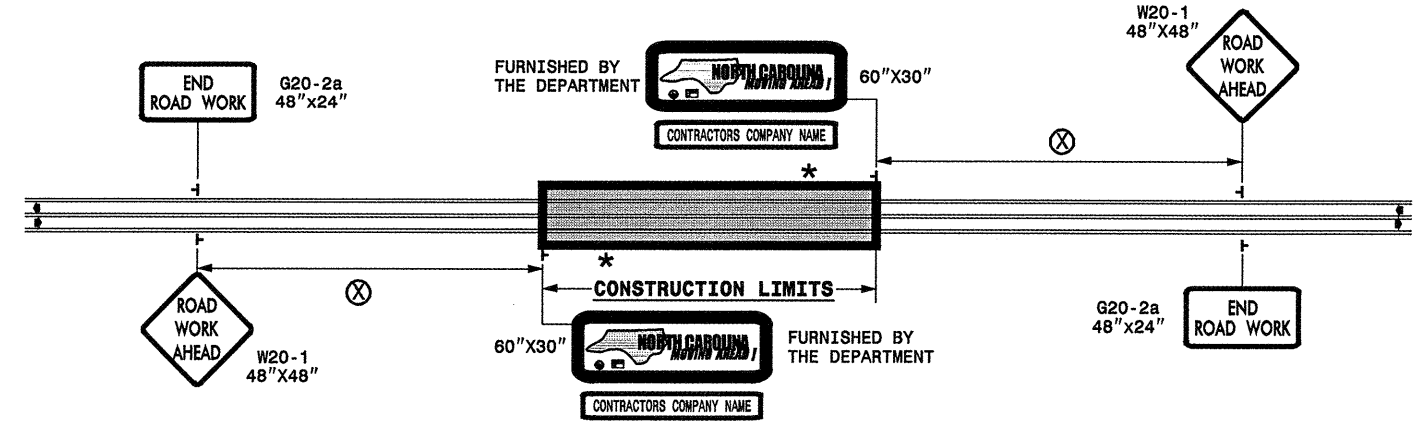 W20-1
48"X48"
ROAD
WORK
AHEAD
END
ROAD WORK
G20-2a
48"x24"
FURNISHED BY
THE DEPARTMENT
NORTH CAROLINA
MOVING AHEAD!
60"X30"
CONTRACTORS COMPANY NAME
X
*
*
CONSTRUCTION LIMITS
X
ROAD
WORK
AHEAD
W20-1
48"X48"
60"X30"
NORTH CAROLINA
MOVING AHEAD!
FURNISHED BY
THE DEPARTMENT
CONTRACTORS COMPANY NAME
G20-2a
48"x24"
END
ROAD WORK